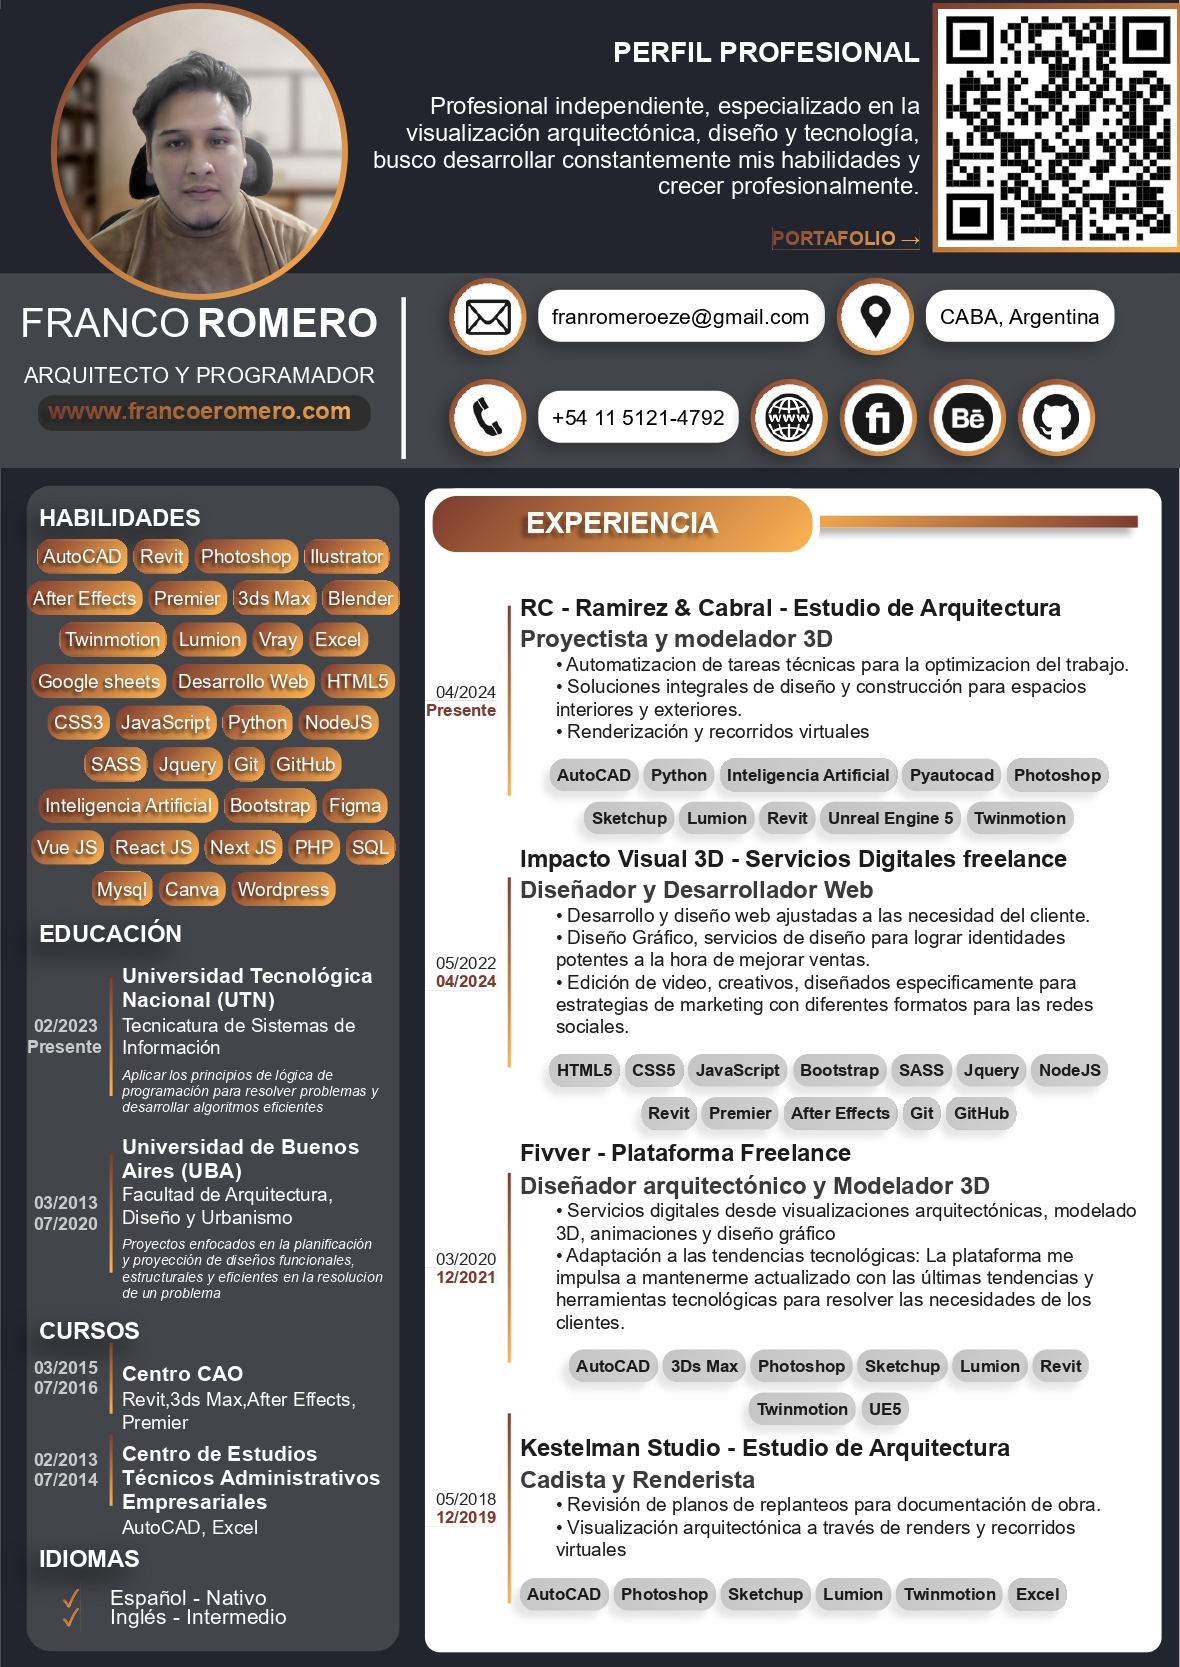 PERFIL PROFESIONAL
Profesional independiente, especializado en la
visualización arquitectónica, diseño y tecnología,
busco desarrollar constantemente mis habilidades y
crecer profesionalmente.
PORTAFOLIO →
FRANCO ROMERO
ARQUITECTO Y PROGRAMADOR
wwww.francoeromero.com
franromeroeze@gmail.com
CABA, Argentina
+54 11 5121-4792
www
fi
Bē
HABILIDADES
AutoCAD Revit Photoshop Ilustrator
After Effects Premier 3ds Max Blender
Twinmotion Lumion Vray Excel
Google sheets Desarrollo Web HTML5
CSS3 JavaScript Python NodeJS
SASS Jquery Git GitHub
Inteligencia Artificial Bootstrap Figma
Vue JS React JS Next JS PHP SQL
Mysql Canva Wordpress
EDUCACIÓN
02/2023
Presente
Universidad Tecnológica
Nacional (UTN)
Tecnicatura de Sistemas de
Información
Aplicar los principios de lógica de
programación para resolver problemas y
desarrollar algoritmos eficientes
03/2013
07/2020
Universidad de Buenos
Aires (UBA)
Facultad de Arquitectura,
Diseño y Urbanismo
Proyectos enfocados en la planificación
y proyección de diseños funcionales,
estructurales y eficientes en la resolucion
de un problema
CURSOS
03/2015
07/2016
Centro CAO
Revit,3ds Max,After Effects,
Premier
02/2013
07/2014
Centro de Estudios
Técnicos Administrativos
Empresariales
AutoCAD, Excel
IDIOMAS
✓ Español - Nativo
✓ Inglés - Intermedio
EXPERIENCIA
04/2024
Presente
RC - Ramirez & Cabral - Estudio de Arquitectura
Proyectista y modelador 3D
• Automatizacion de tareas técnicas para la optimizacion del trabajo.
• Soluciones integrales de diseño y construcción para espacios
interiores y exteriores.
• Renderización y recorridos virtuales
AutoCAD Python Inteligencia Artificial Pyautocad Photoshop
Sketchup Lumion Revit Unreal Engine 5 Twinmotion
05/2022
04/2024
Impacto Visual 3D - Servicios Digitales freelance
Diseñador y Desarrollador Web
• Desarrollo y diseño web ajustadas a las necesidad del cliente.
• Diseño Gráfico, servicios de diseño para lograr identidades
potentes a la hora de mejorar ventas.
• Edición de video, creativos, diseñados especificamente para
estrategias de marketing con diferentes formatos para las redes
sociales.
HTML5 CSS5 JavaScript Bootstrap SASS Jquery NodeJS
Revit Premier After Effects Git GitHub
03/2020
12/2021
Fivver - Plataforma Freelance
Diseñador arquitectónico y Modelador 3D
• Servicios digitales desde visualizaciones arquitectónicas, modelado
3D, animaciones y diseño gráfico
• Adaptación a las tendencias tecnológicas: La plataforma me
impulsa a mantenerme actualizado con las últimas tendencias y
herramientas tecnológicas para resolver las necesidades de los
clientes.
AutoCAD 3Ds Max Photoshop Sketchup Lumion Revit
Twinmotion UE5
05/2018
12/2019
Kestelman Studio - Estudio de Arquitectura
Cadista y Renderista
• Revisión de planos de replanteos para documentación de obra.
• Visualización arquitectónica a través de renders y recorridos
virtuales
AutoCAD Photoshop Sketchup Lumion Twinmotion Excel